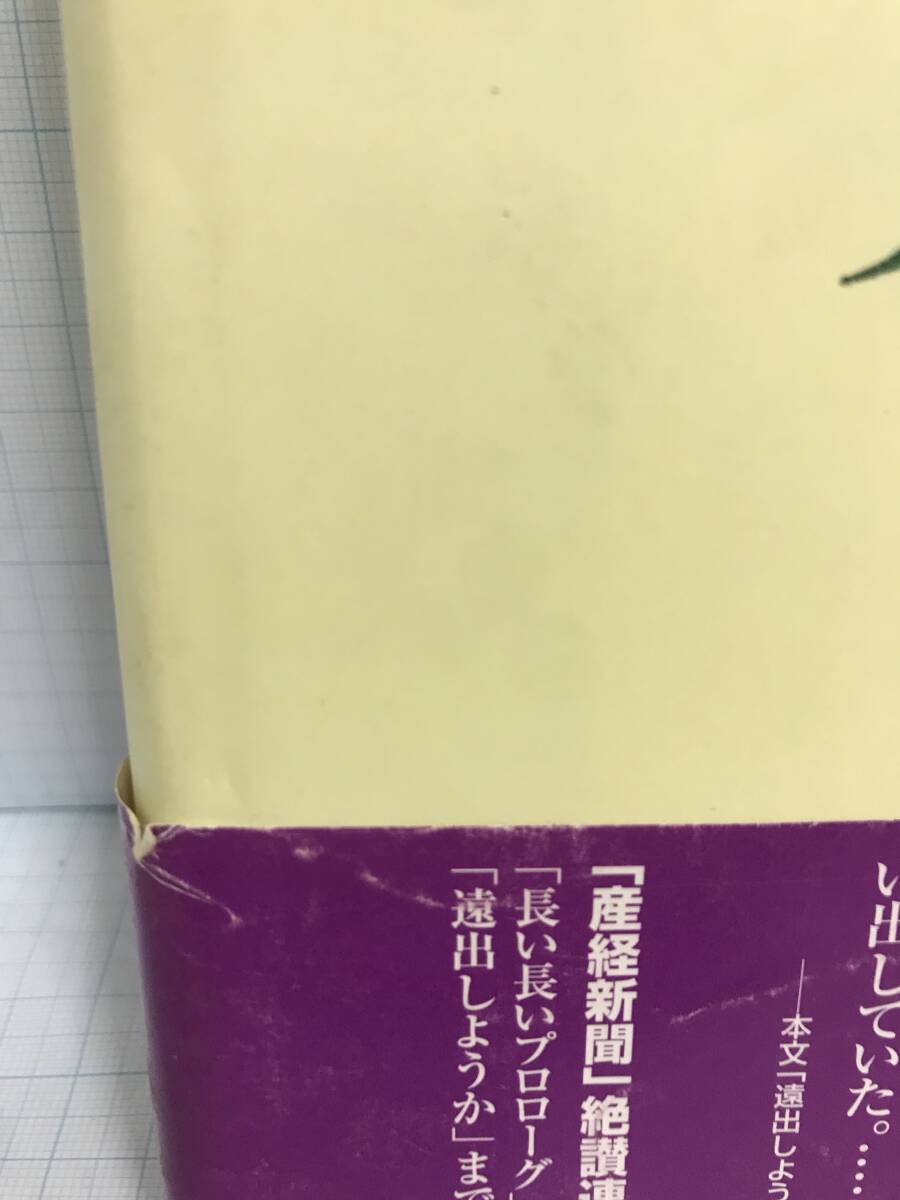 い出していた。……
──本文「遠出しよう
「産経新聞」絶讃連
「長い長いプロローグ」
「遠出しようか」まで